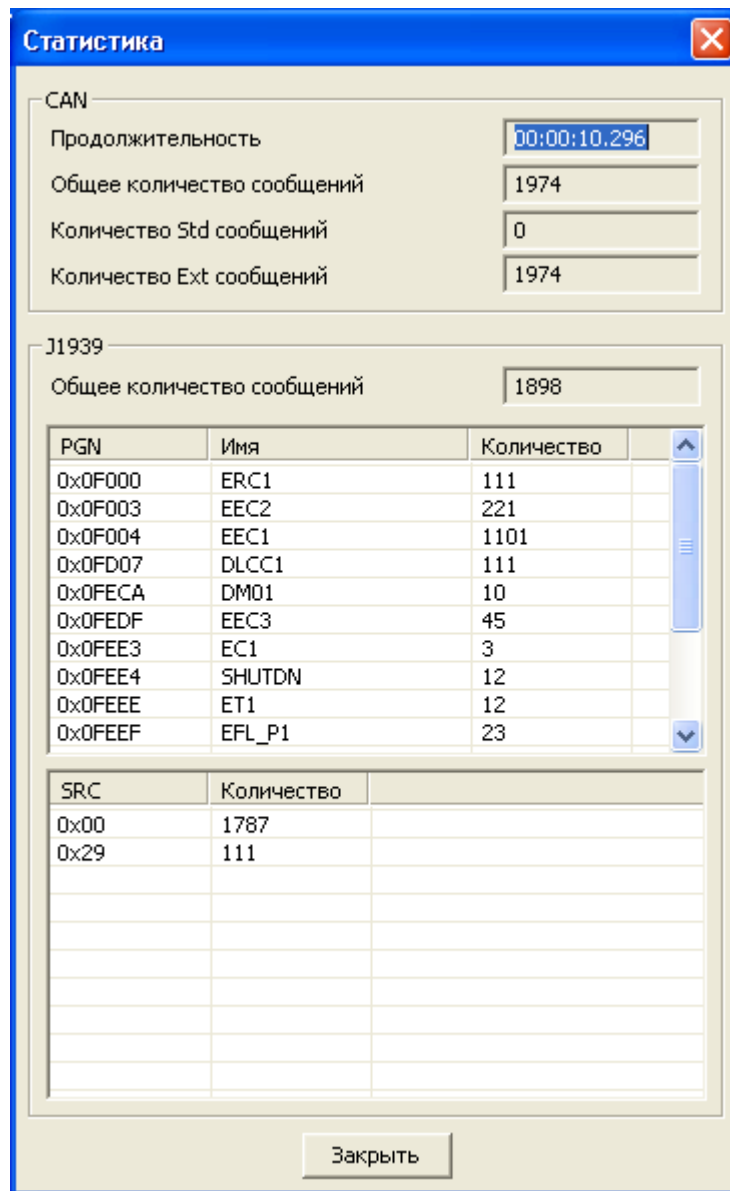 Статистика
CAN
Продолжительность 00:00:10.296
Общее количество сообщений 1974
Количество Std сообщений 0
Количество Ext сообщений 1974
J1939
Общее количество сообщений 1898
PGN Имя Количество
0x0F000 ERC1 111
0x0F003 EEC2 221
0x0F004 EEC1 1101
0x0FD07 DLCC1 111
0x0FECA DM01 10
0x0FEDF EEC3 45
0x0FEE3 EC1 3
0x0FEE4 SHUTDN 12
0x0FEEE ET1 12
0x0FEEF EFL_P1 23
SRC Количество
0x00 1787
0x29 111
Закрыть